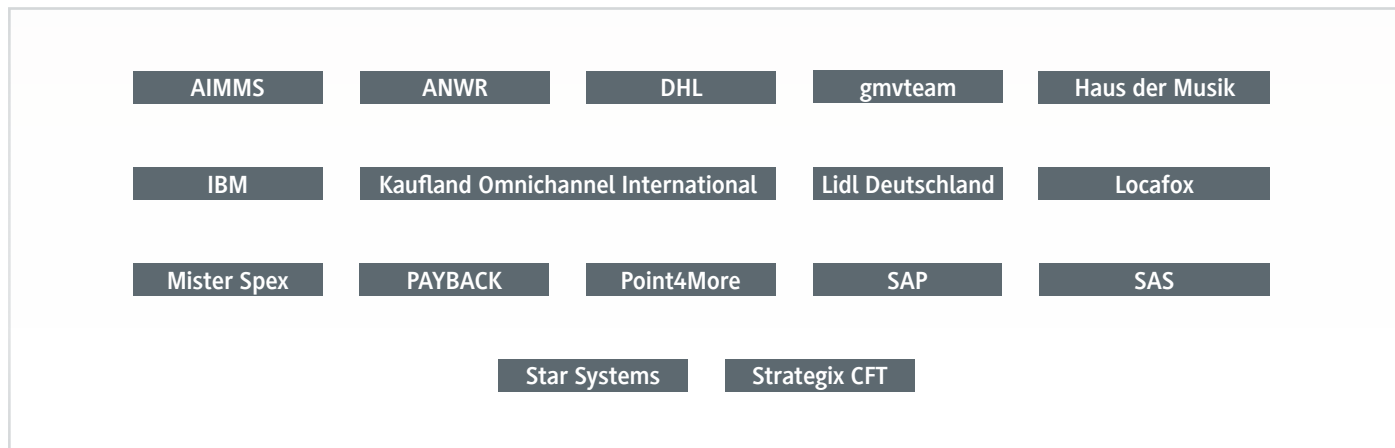 AIMMS ANWR DHL gmvteam Haus der Musik
IBM Kaufland Omnichannel International Lidl Deutschland Locafox
Mister Spex PAYBACK Point4More SAP SAS
Star Systems Strategix CFT